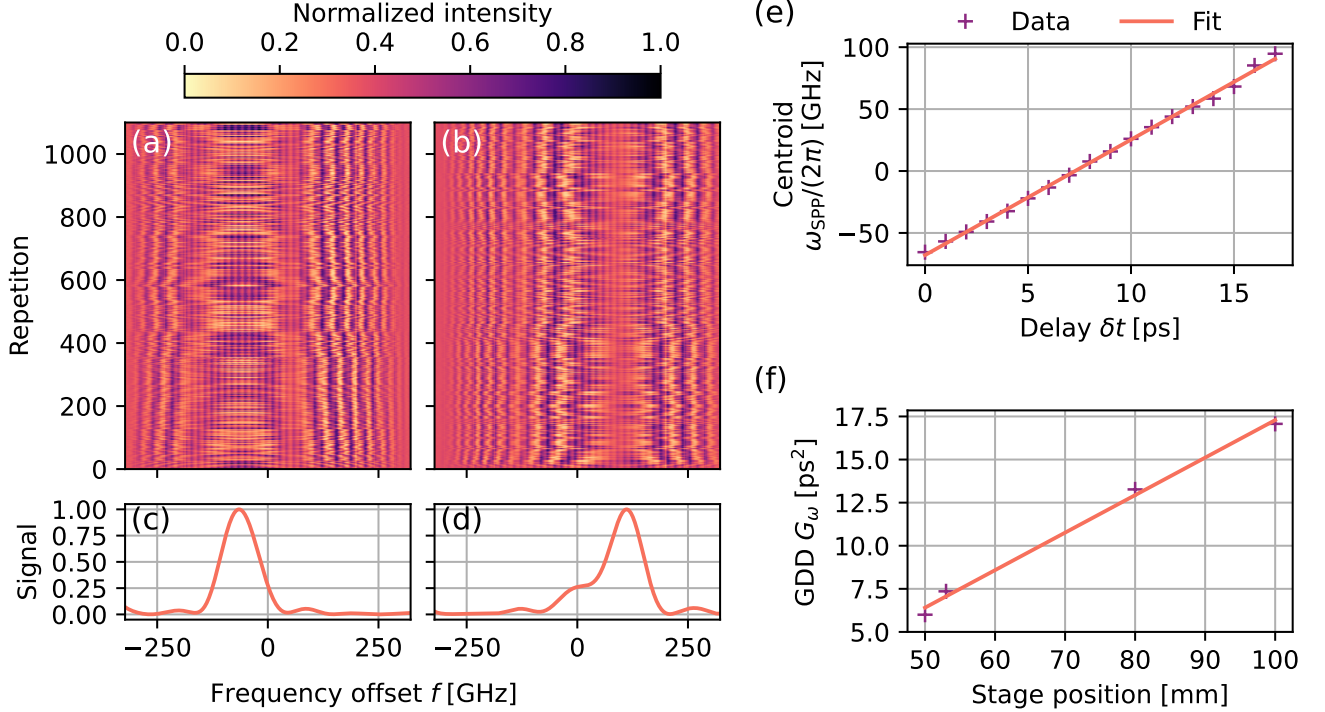 Normalized intensity
0.0 0.2 0.4 0.6 0.8 1.0
(a) (b)
Repetiton
1000
800
600
400
200
0
(c) (d)
Signal
1.00
0.75
0.50
0.25
0.00
−250 0 250 −250 0 250
Frequency offset f [GHz]
(e)
Data Fit
Centroid
ω_SPP/(2π) [GHz]
100
50
0
−50
0 5 10 15
Delay δt [ps]
(f)
GDD G_ω [ps²]
17.5
15.0
12.5
10.0
7.5
5.0
50 60 70 80 90 100
Stage position [mm]